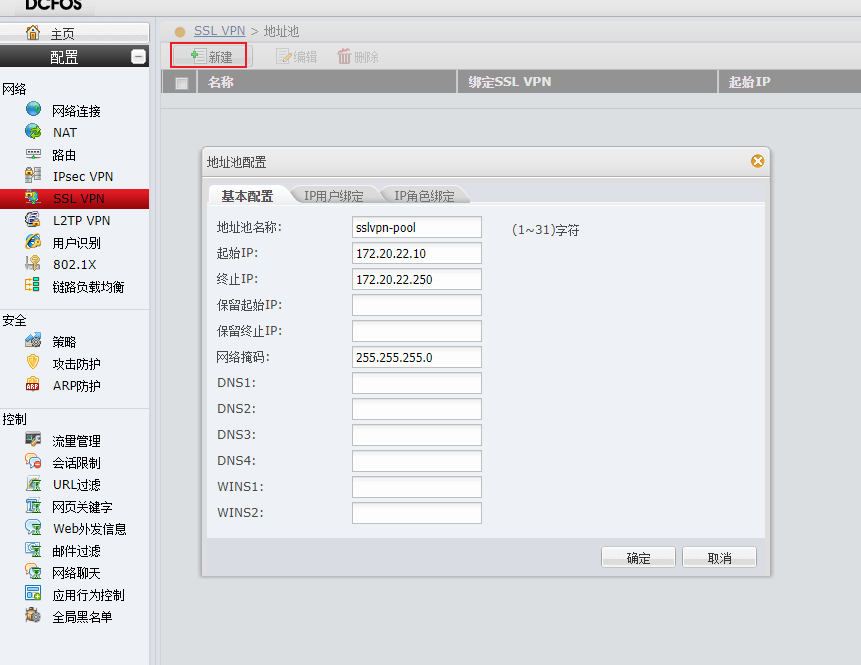 DCFOS
主页
配置
网络
网络连接
NAT
路由
IPsec VPN
SSL VPN
L2TP VPN
用户识别
802.1X
链路负载均衡
安全
策略
攻击防护
ARP防护
控制
流量管理
会话限制
URL过滤
网页关键字
Web外发信息
邮件过滤
网络聊天
应用行为控制
全局黑名单
SSL VPN > 地址池
新建 编辑 删除
名称 绑定SSL VPN 起始IP
地址池配置
基本配置 IP用户绑定 IP角色绑定
地址池名称: sslvpn-pool (1~31)字符
起始IP: 172.20.22.10
终止IP: 172.20.22.250
保留起始IP:
保留终止IP:
网络掩码: 255.255.255.0
DNS1:
DNS2:
DNS3:
DNS4:
WINS1:
WINS2:
确定 取消